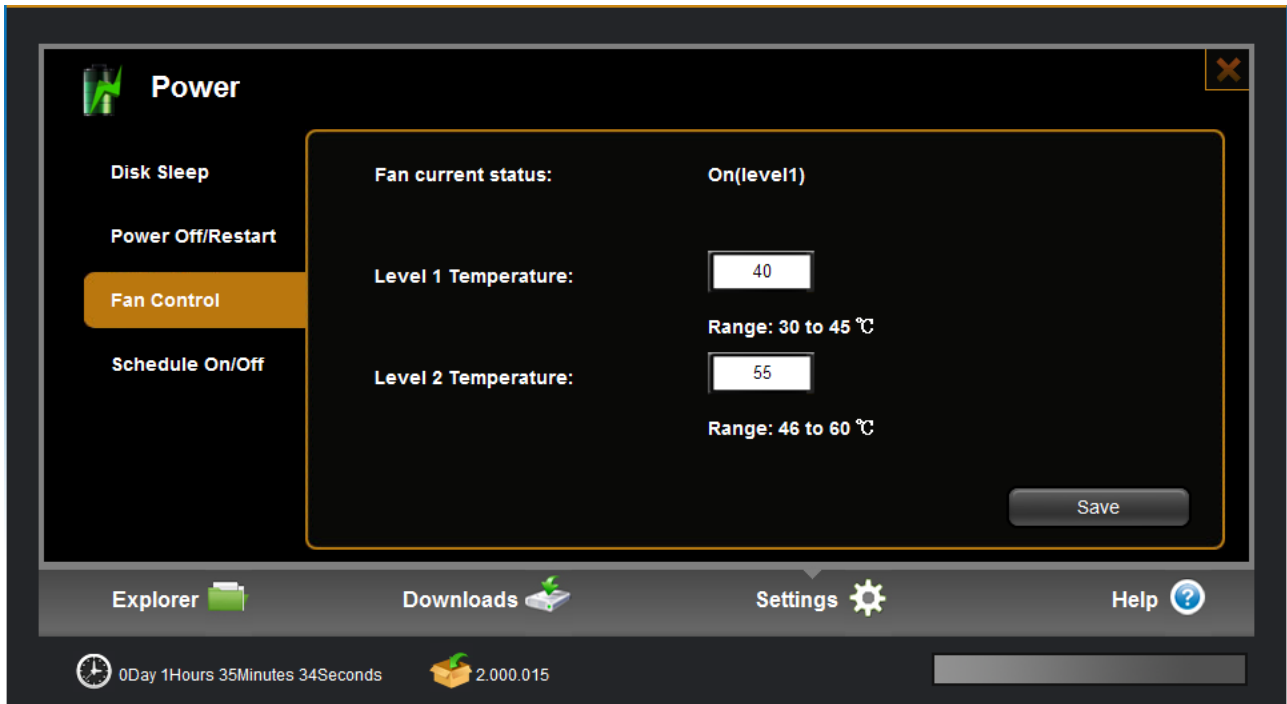 Power
Disk Sleep
Power Off/Restart
Fan Control
Schedule On/Off
Fan current status: On(level1)
Level 1 Temperature: 40
Range: 30 to 45 ℃
Level 2 Temperature: 55
Range: 46 to 60 ℃
Save
Explorer Downloads Settings Help
0Day 1Hours 35Minutes 34Seconds 2.000.015